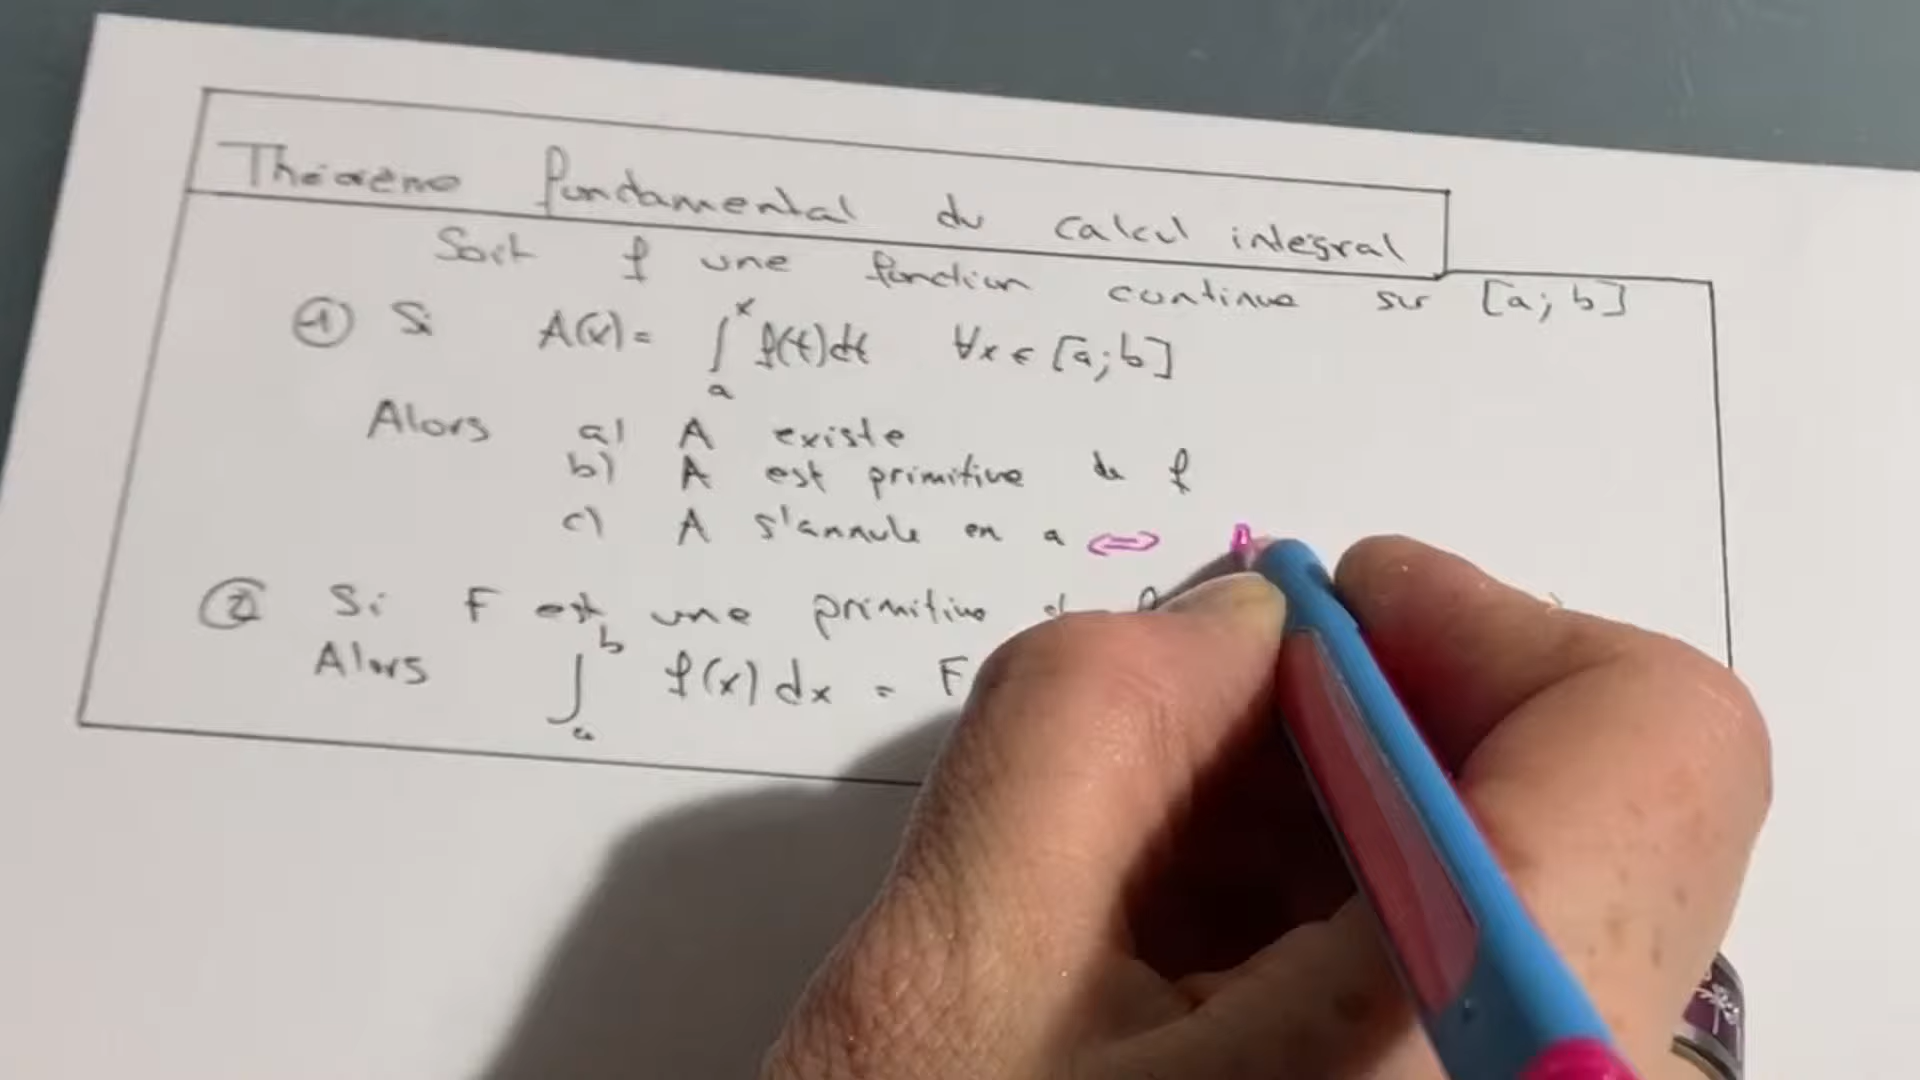 Théorème fondamental du calcul intégral
Soit f une fonction continue sur [a; b]
① Si A(x) = ∫ₐˣ f(t)dt ∀x ∈ [a; b]
Alors a) A existe
b) A est primitive de f
c) A s'annule en a ⇔
② Si F est une primitive
Alors ∫ₐᵇ f(x) dx = F